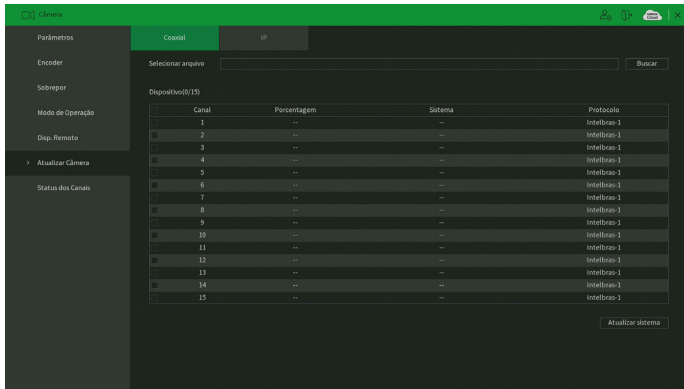 Câmera
Parâmetros
Encoder
Sobrepor
Modo de Operação
Disp. Remoto
> Atualizar Câmera
Status dos Canais
Coaxial IP
Selecionar arquivo Buscar
Dispositivo(0/15)
Canal Porcentagem Sistema Protocolo
1 -- -- Intelbras-1
2 -- -- Intelbras-1
3 -- -- Intelbras-1
4 -- -- Intelbras-1
5 -- -- Intelbras-1
6 -- -- Intelbras-1
7 -- -- Intelbras-1
8 -- -- Intelbras-1
9 -- -- Intelbras-1
10 -- -- Intelbras-1
11 -- -- Intelbras-1
12 -- -- Intelbras-1
13 -- -- Intelbras-1
14 -- -- Intelbras-1
15 -- -- Intelbras-1
Atualizar sistema